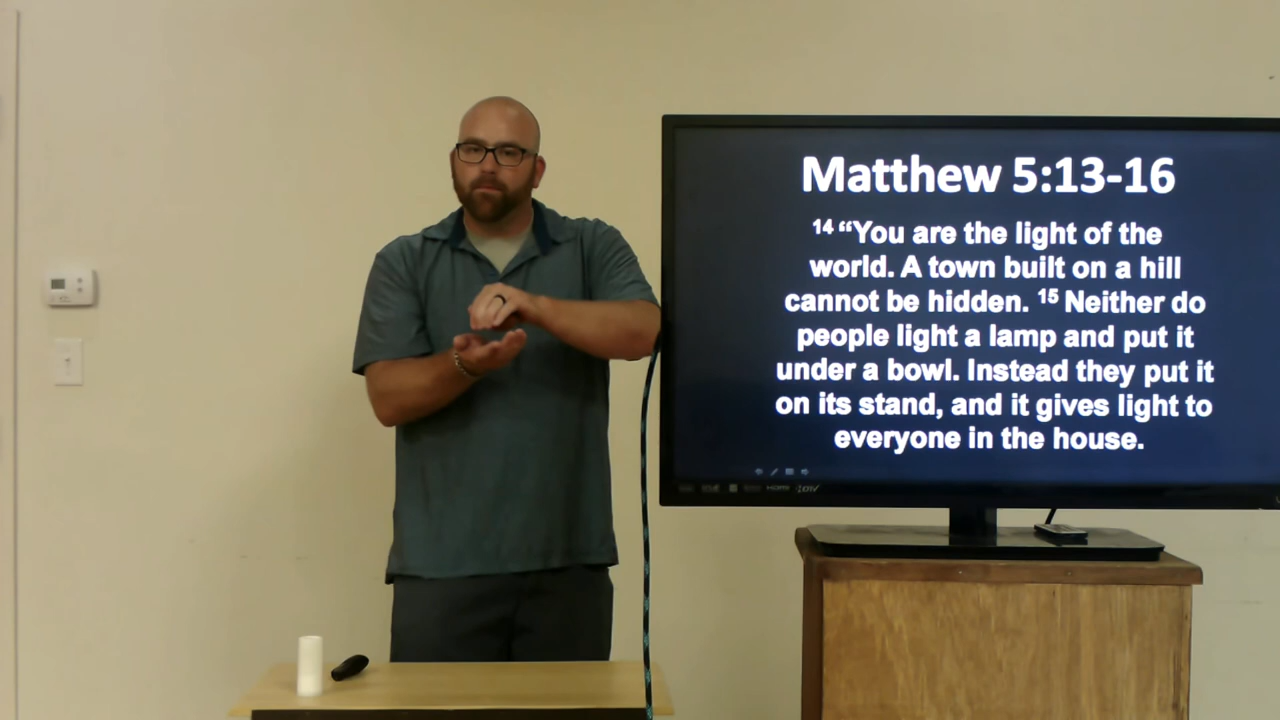 Matthew 5:13-16
14 “You are the light of the
world. A town built on a hill
cannot be hidden. 15 Neither do
people light a lamp and put it
under a bowl. Instead they put it
on its stand, and it gives light to
everyone in the house.